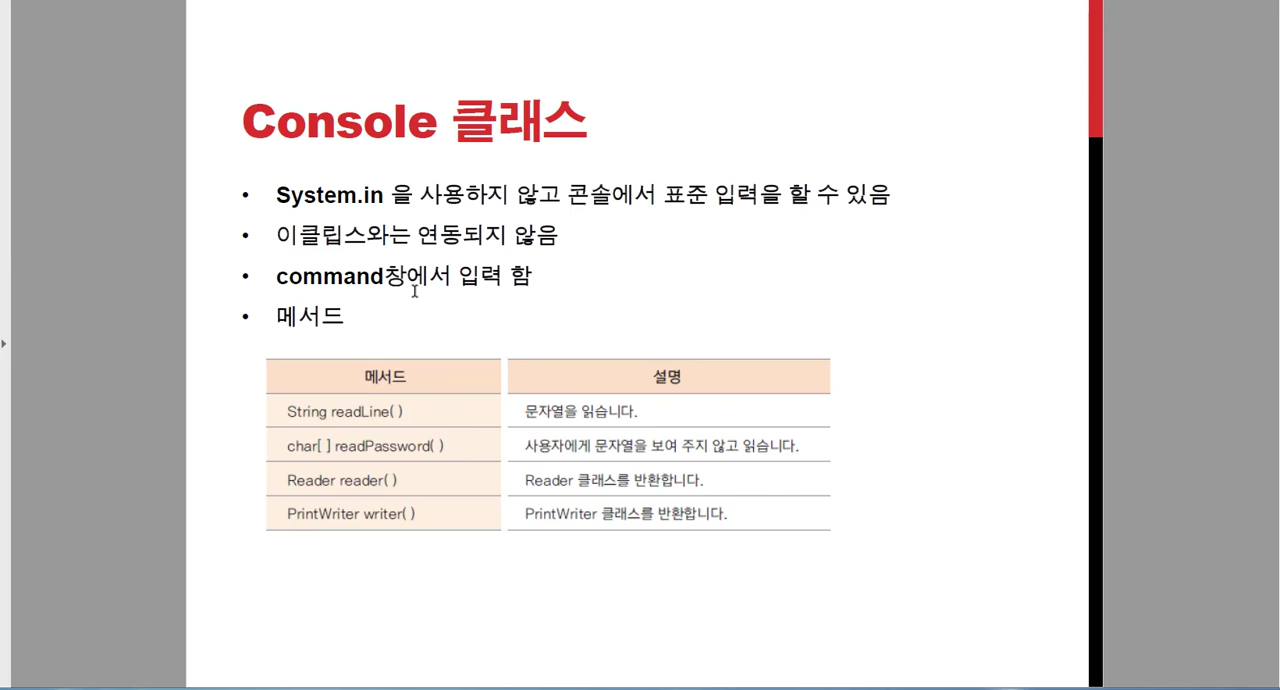 Console 클래스
• System.in 을 사용하지 않고 콘솔에서 표준 입력을 할 수 있음
• 이클립스와는 연동되지 않음
• command창에서 입력 함
• 메서드
메서드 설명
String readLine( ) 문자열을 읽습니다.
char[ ] readPassword( ) 사용자에게 문자열을 보여 주지 않고 읽습니다.
Reader reader( ) Reader 클래스를 반환합니다.
PrintWriter writer( ) PrintWriter 클래스를 반환합니다.